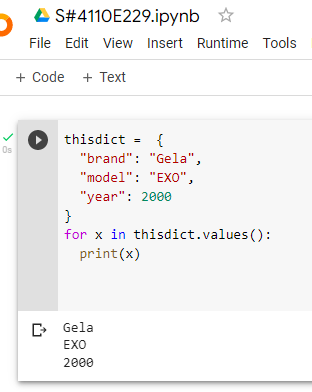 S#4110E229.ipynb
File Edit View Insert Runtime Tools
+ Code + Text
0s
thisdict =  {
  "brand": "Gela",
  "model": "EXO",
  "year": 2000
}
for x in thisdict.values():
  print(x)
Gela
EXO
2000